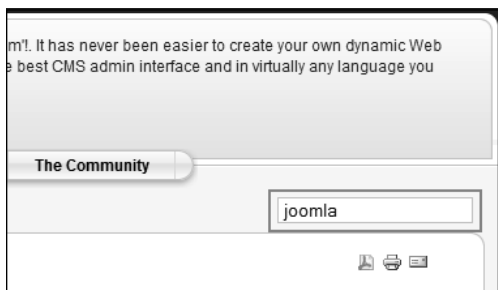 m'!. It has never been easier to create your own dynamic Web
best CMS admin interface and in virtually any language you
The Community
joomla